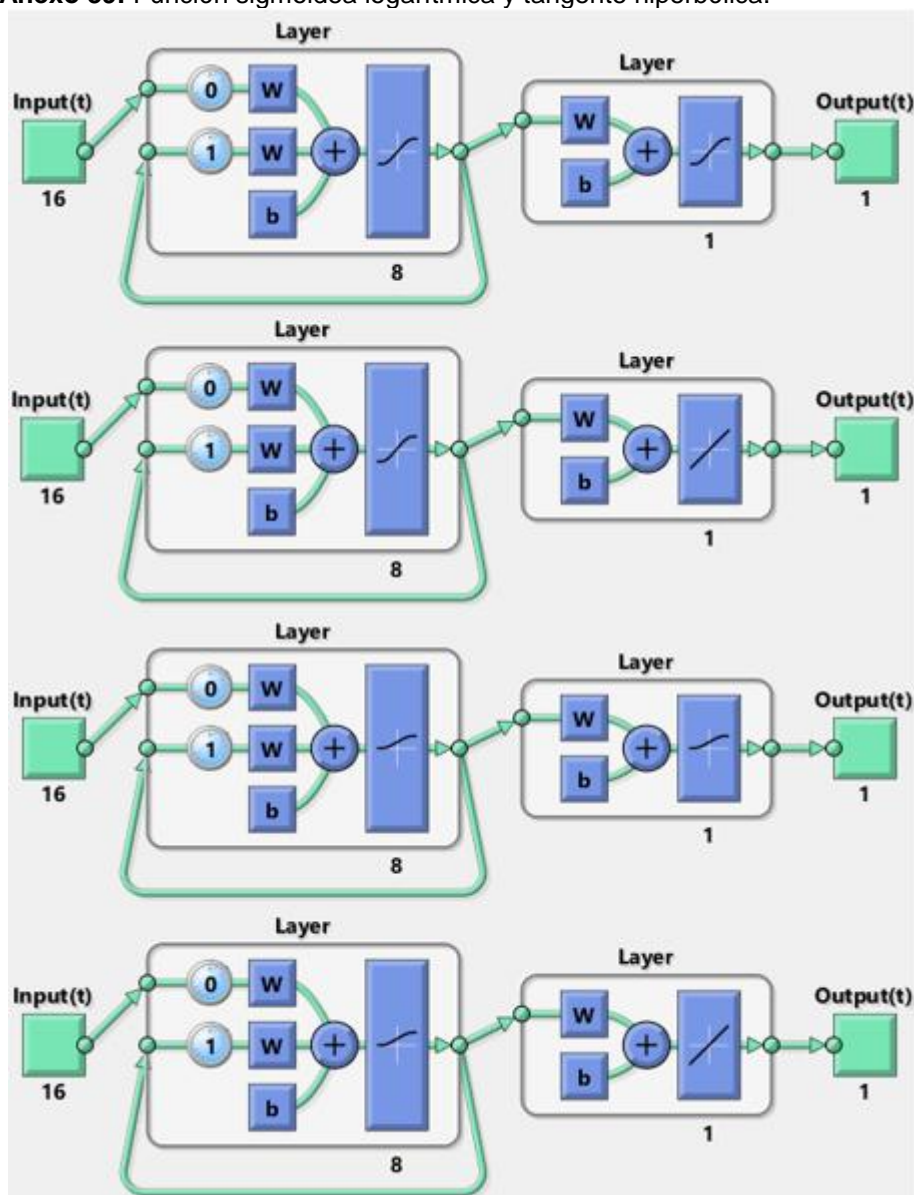 Anexo 69. Función sigmoidea logarítmica y tangente hiperbólica.
Layer
Layer
Input(t)
Output(t)
0 W
W
1 W
+
+
b
b
16
1
1
8
Layer
Layer
Input(t)
Output(t)
0 W
W
1 W
+
+
b
b
16
1
1
8
Layer
Layer
Input(t)
Output(t)
0 W
W
1 W
+
+
b
b
16
1
1
8
Layer
Layer
Input(t)
Output(t)
0 W
W
1 W
+
+
b
b
16
1
1
8